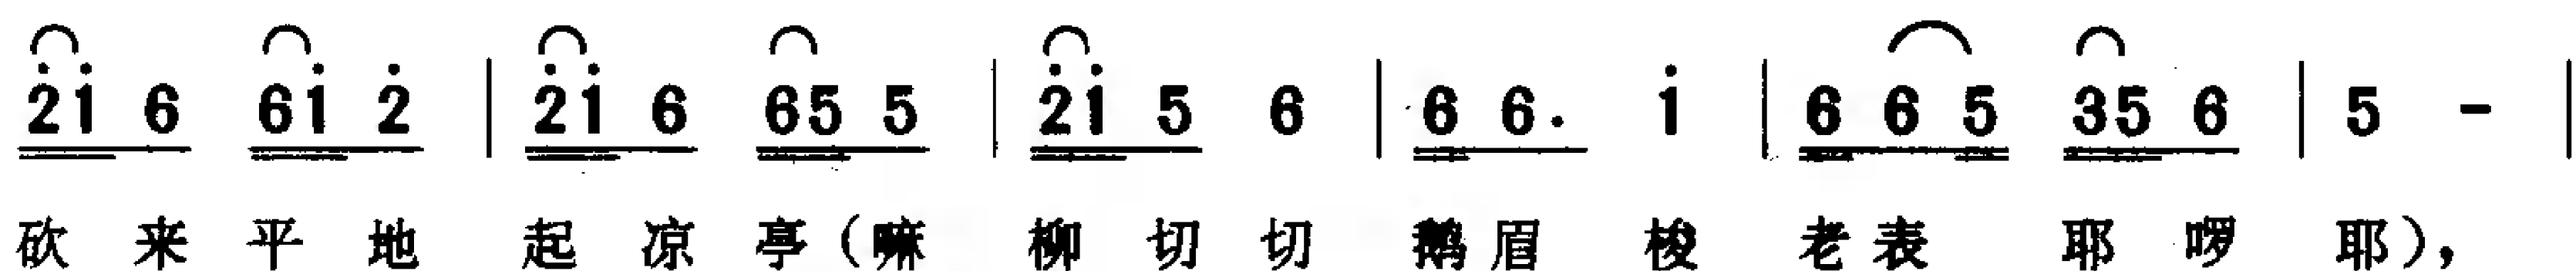 2̇1̇ 6 61̇ 2̇ | 2̇1̇ 6 65 5 | 2̇1̇ 5 6 | 6 6. 1̇ | 6 6 5 35 6 | 5 - |
砍来平地起凉亭(嘛柳切切鹅眉梭老表耶啰耶),